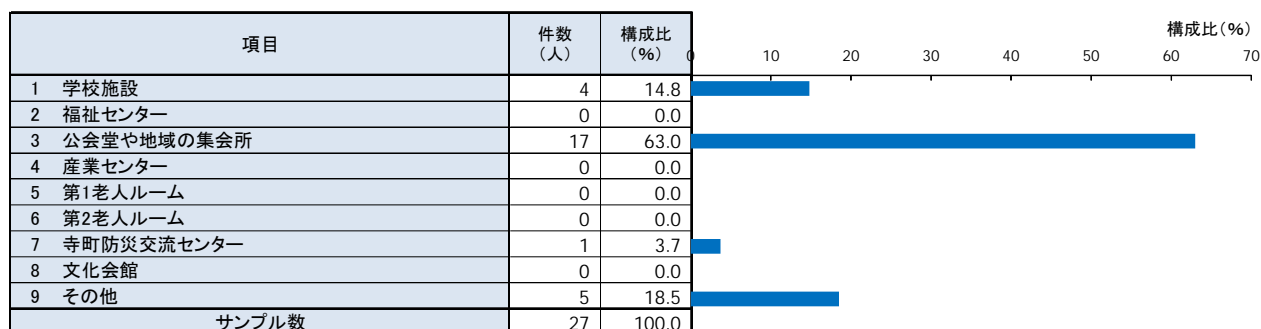 項目 件数（人） 構成比（%） 構成比（%）
0 10 20 30 40 50 60 70
1 学校施設 4 14.8
2 福祉センター 0 0.0
3 公会堂や地域の集会所 17 63.0
4 産業センター 0 0.0
5 第1老人ルーム 0 0.0
6 第2老人ルーム 0 0.0
7 寺町防災交流センター 1 3.7
8 文化会館 0 0.0
9 その他 5 18.5
サンプル数 27 100.0